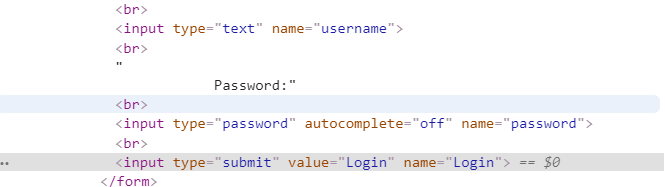 <br>
<input type="text" name="username">
<br>
"
Password:"
<br>
<input type="password" autocomplete="off" name="password">
<br>
<input type="submit" value="Login" name="Login"> == $0
</form>